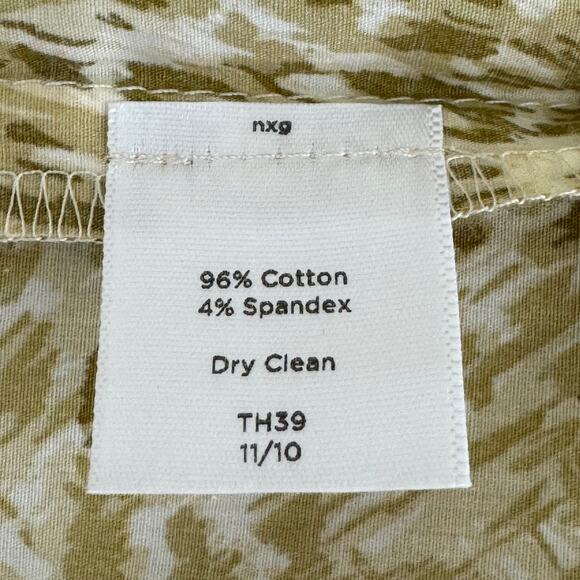 nxg
96% Cotton
4% Spandex
Dry Clean
TH39
11/10